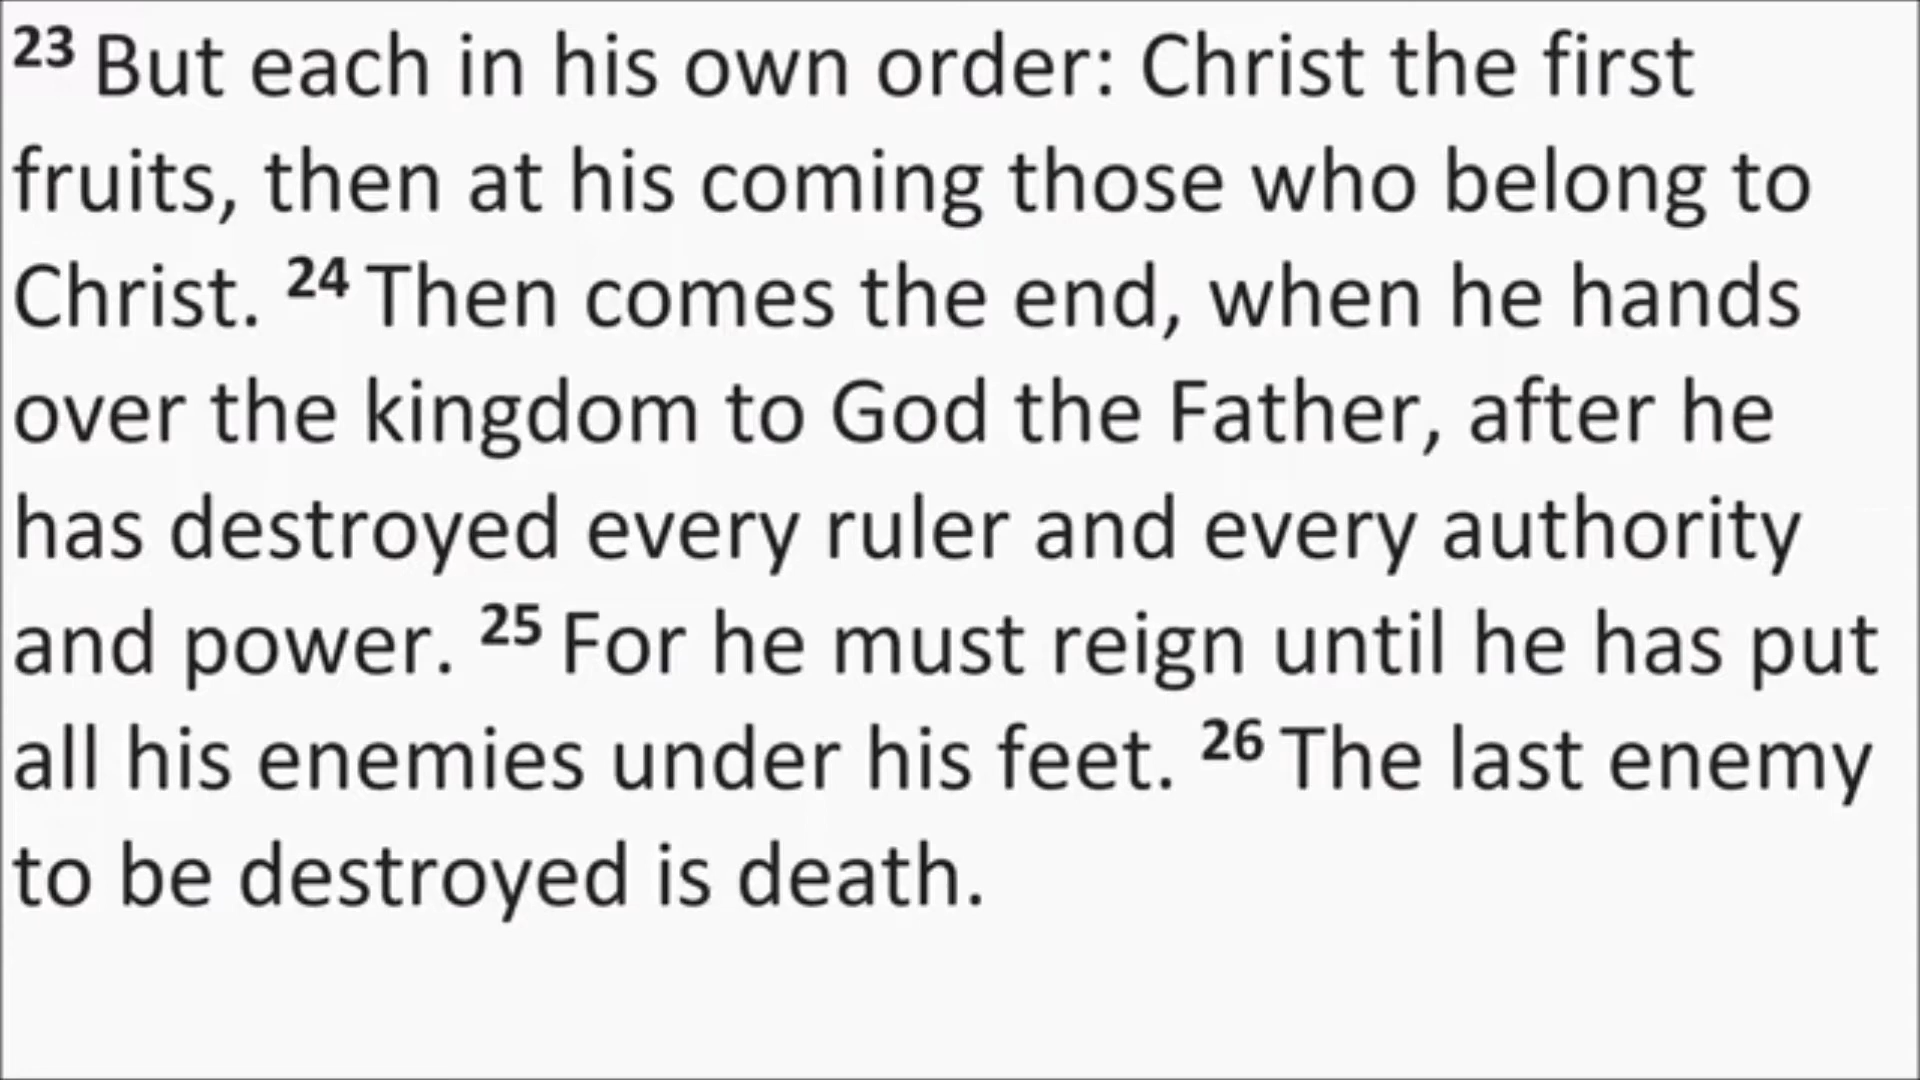 23 But each in his own order: Christ the first
fruits, then at his coming those who belong to
Christ. 24 Then comes the end, when he hands
over the kingdom to God the Father, after he
has destroyed every ruler and every authority
and power. 25 For he must reign until he has put
all his enemies under his feet. 26 The last enemy
to be destroyed is death.